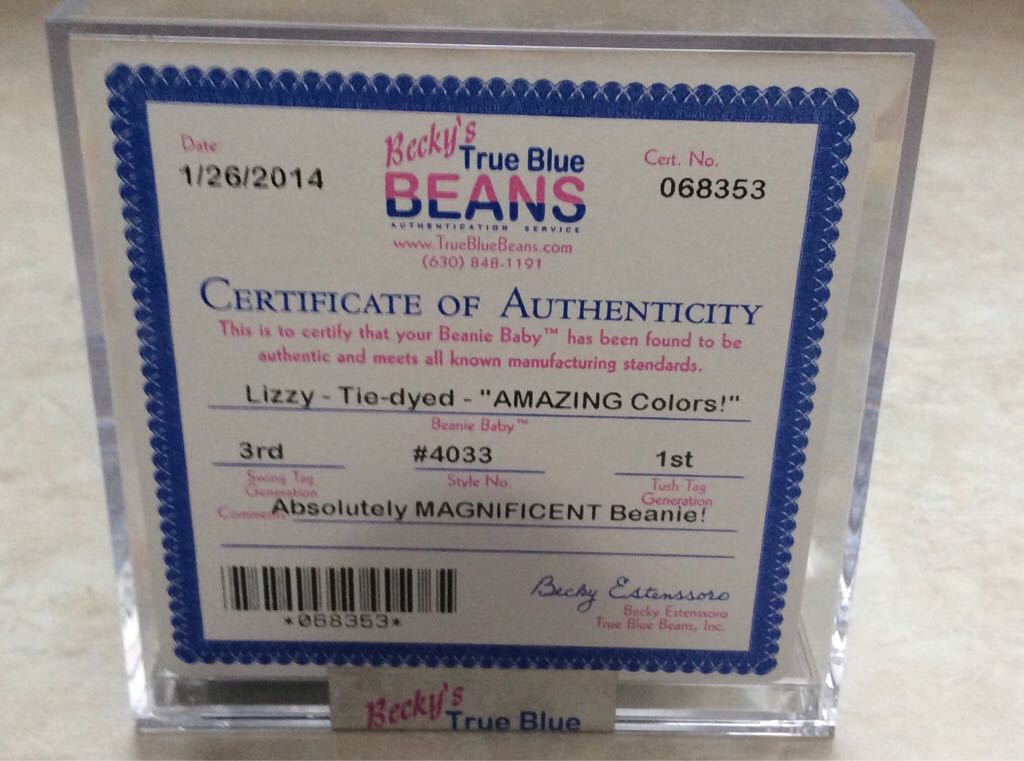 Date
1/26/2014
Becky's
True Blue
BEANS
AUTHENTICATION SERVICE
www.TrueBlueBeans.com
(630) 848-1191
Cert. No.
068353
CERTIFICATE OF AUTHENTICITY
This is to certify that your Beanie Baby™ has been found to be
authentic and meets all known manufacturing standards.
Lizzy - Tie-dyed - "AMAZING Colors!"
Beanie Baby™
3rd #4033 1st
Swing Tag
Generation
Style No.
Tush Tag
Generation
Comments Absolutely MAGNIFICENT Beanie!
*068353*
Becky Estenssoro
Becky Estenssoro
True Blue Beans, Inc.
Becky's
True Blue